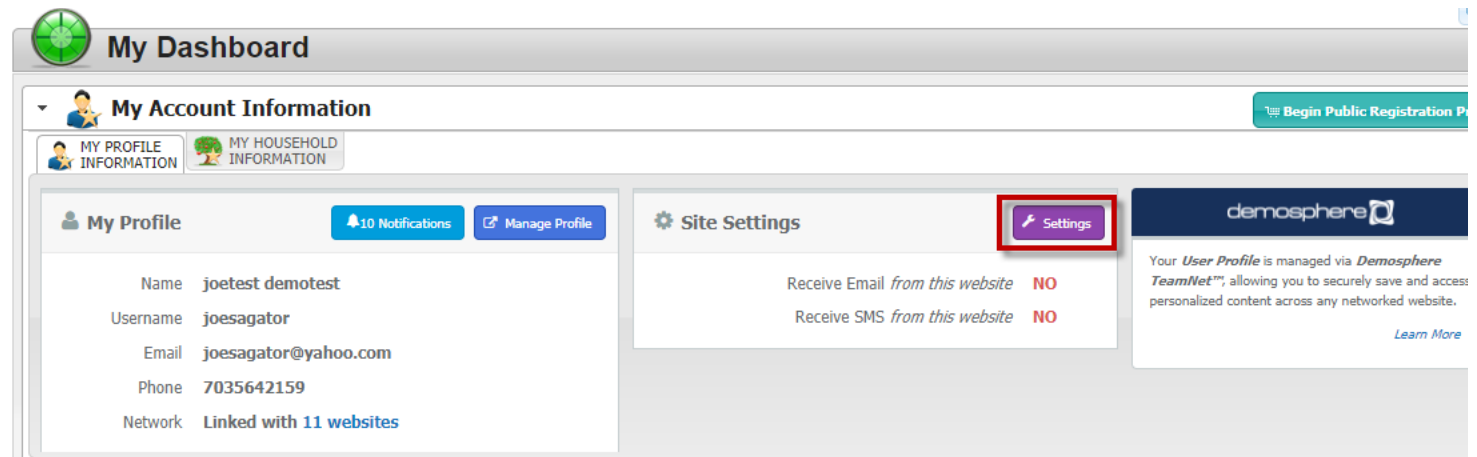 My Dashboard
My Account Information
Begin Public Registration
MY PROFILE
INFORMATION
MY HOUSEHOLD
INFORMATION
My Profile
10 Notifications
Manage Profile
Name joetest demotest
Username joesagator
Email joesagator@yahoo.com
Phone 7035642159
Network Linked with 11 websites
Site Settings
Settings
Receive Email from this website NO
Receive SMS from this website NO
demosphere
Your User Profile is managed via Demosphere
TeamNet™, allowing you to securely save and access
personalized content across any networked website.
Learn More